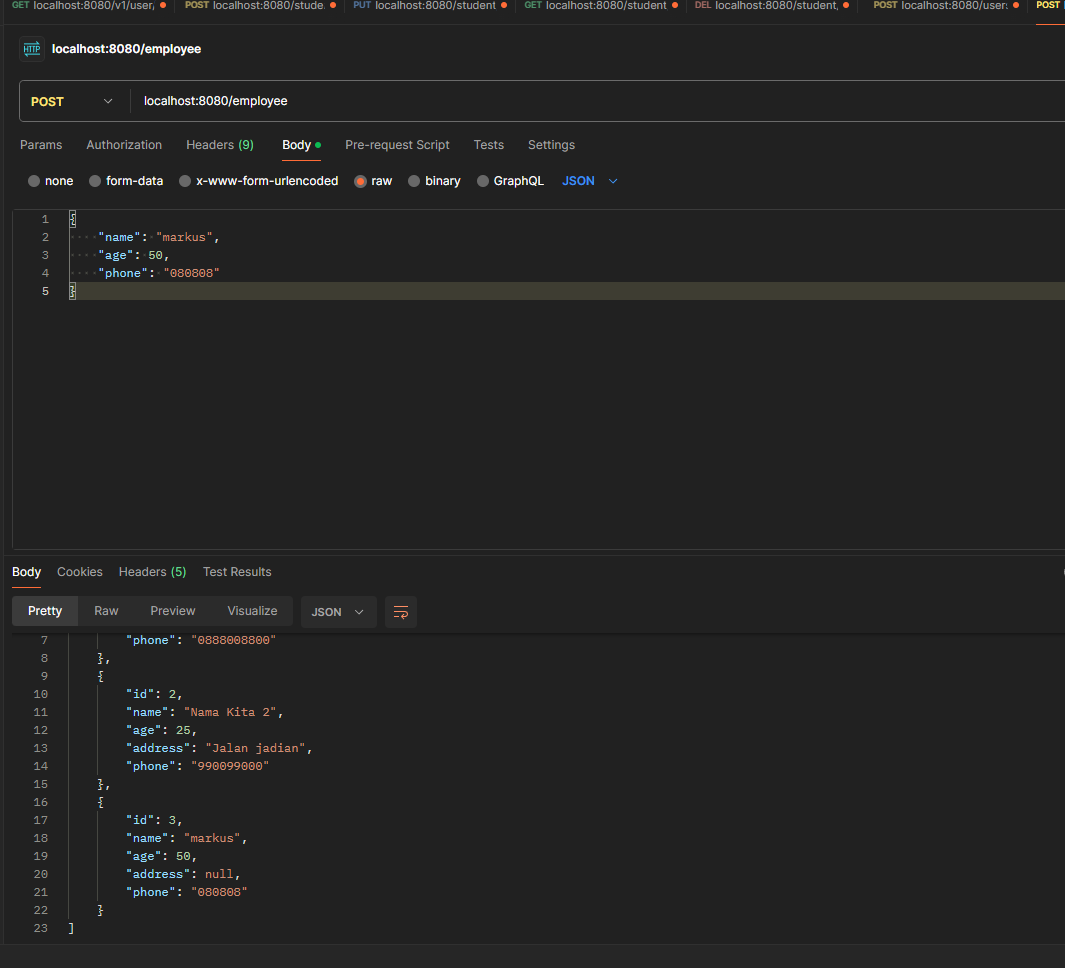 GET localhost:8080/v1/user/ POST localhost:8080/stude PUT localhost:8080/student GET localhost:8080/student DEL localhost:8080/student, POST localhost:8080/user: POST
HTTP localhost:8080/employee
POST localhost:8080/employee
Params Authorization Headers (9) Body Pre-request Script Tests Settings
none form-data x-www-form-urlencoded raw binary GraphQL JSON
1 {
2 "name": "markus",
3 "age": 50,
4 "phone": "080808"
5 }
Body Cookies Headers (5) Test Results
Pretty Raw Preview Visualize JSON
7 "phone": "0888008800"
8 },
9 {
10 "id": 2,
11 "name": "Nama Kita 2",
12 "age": 25,
13 "address": "Jalan jadian",
14 "phone": "990099000"
15 },
16 {
17 "id": 3,
18 "name": "markus",
19 "age": 50,
20 "address": null,
21 "phone": "080808"
22 }
23 ]